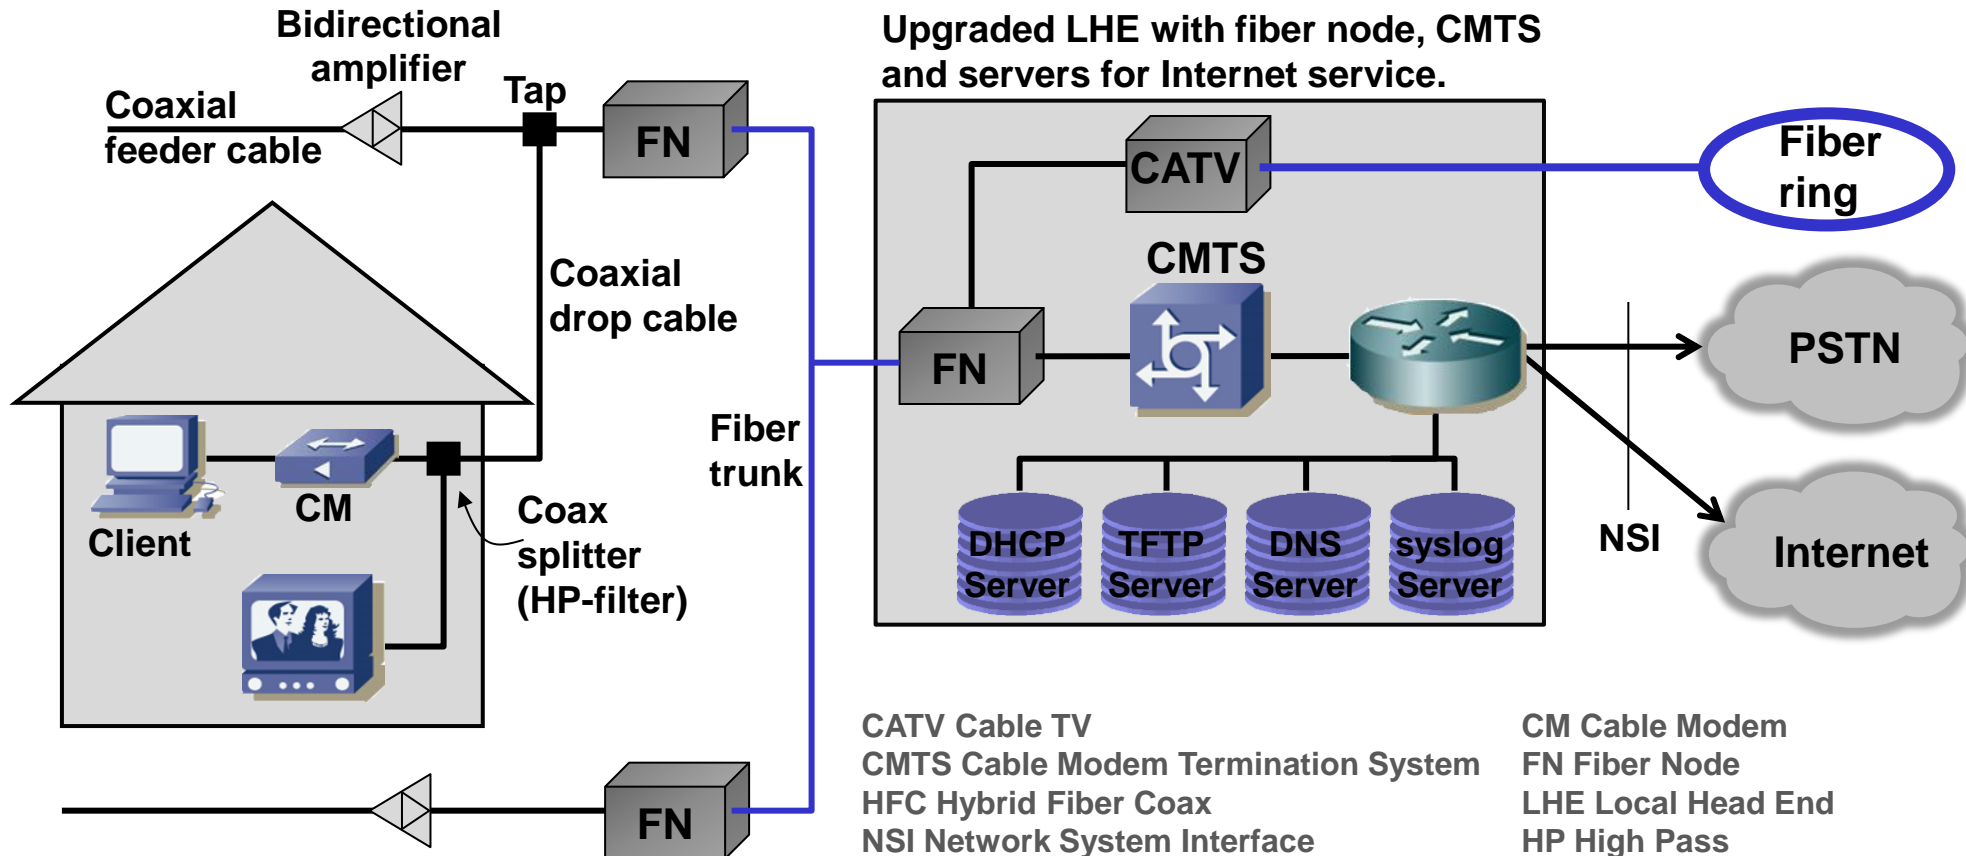 Bidirectional
amplifier
Upgraded LHE with fiber node, CMTS
and servers for Internet service.
Coaxial
feeder cable
Tap
FN
CATV
Fiber
ring
CMTS
Coaxial
drop cable
FN
PSTN
Fiber
trunk
CM
Client
Coax
splitter
(HP-filter)
DHCP
Server
TFTP
Server
DNS
Server
syslog
Server
NSI
Internet
FN
CATV Cable TV
CMTS Cable Modem Termination System
HFC Hybrid Fiber Coax
NSI Network System Interface
CM Cable Modem
FN Fiber Node
LHE Local Head End
HP High Pass